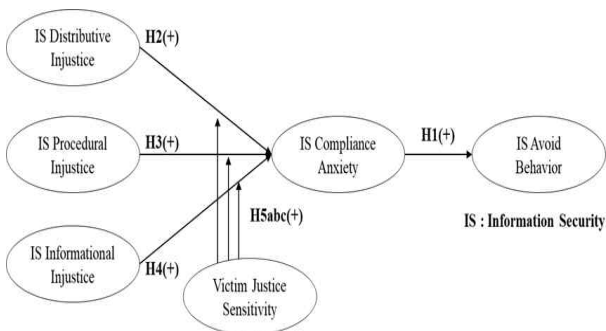 IS Distributive
Injustice
H2(+)
IS Procedural
Injustice
H3(+)
IS Compliance
Anxiety
H1(+)
IS Avoid
Behavior
H5abc(+)
IS : Information Security
IS Informational
Injustice
H4(+)
Victim Justice
Sensitivity